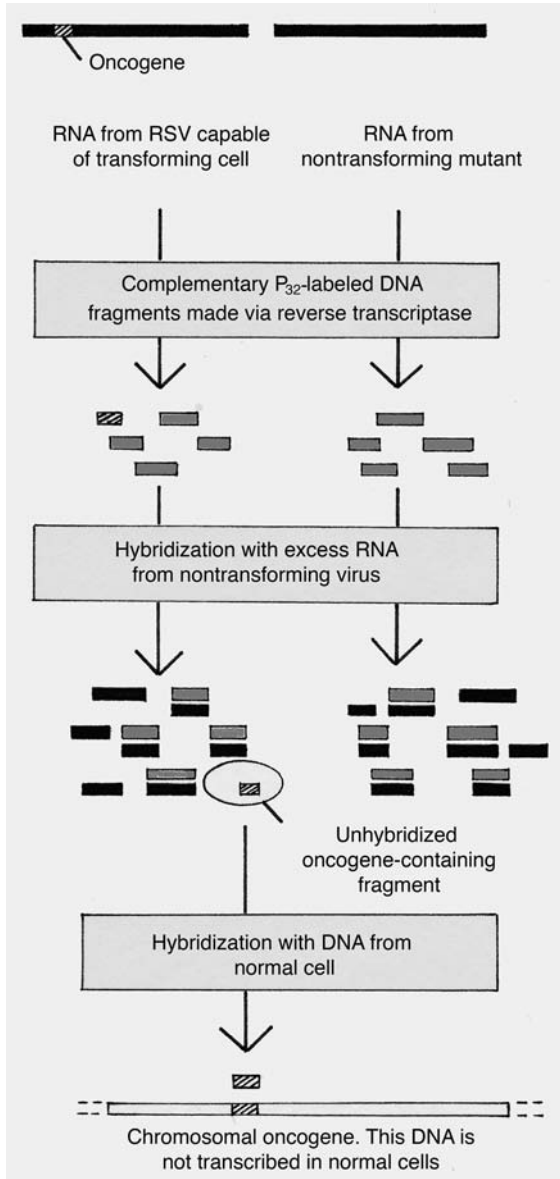 Oncogene
RNA from RSV capable
of transforming cell
RNA from
nontransforming mutant
Complementary P₃₂-labeled DNA
fragments made via reverse transcriptase
Hybridization with excess RNA
from nontransforming virus
Unhybridized
oncogene-containing
fragment
Hybridization with DNA from
normal cell
Chromosomal oncogene. This DNA is
not transcribed in normal cells